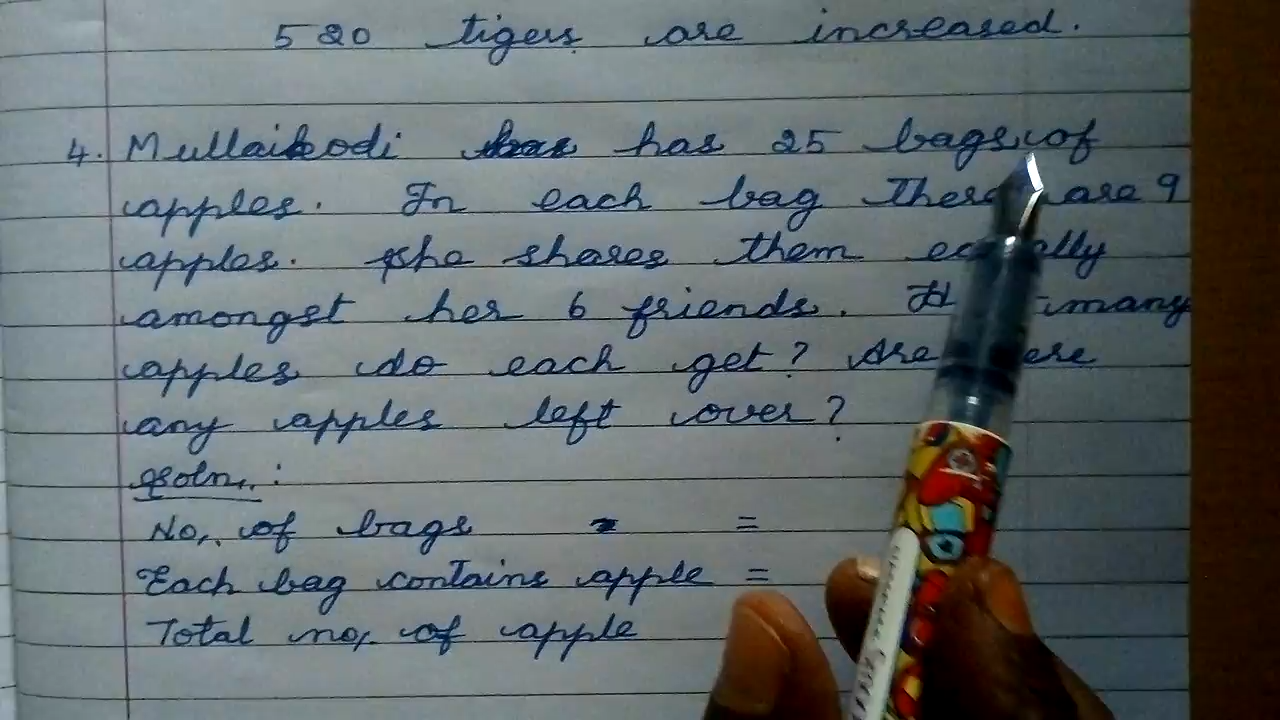 520 tigers are increased.
4. Mullaikodi has has 25 bags of
apples. In each bag there are 9
apples. She shares them equally
amongst her 6 friends. many
apples do each get? Are
any apples left over?
Soln. :
No. of bags =
Each bag contains apple =
Total no. of apple